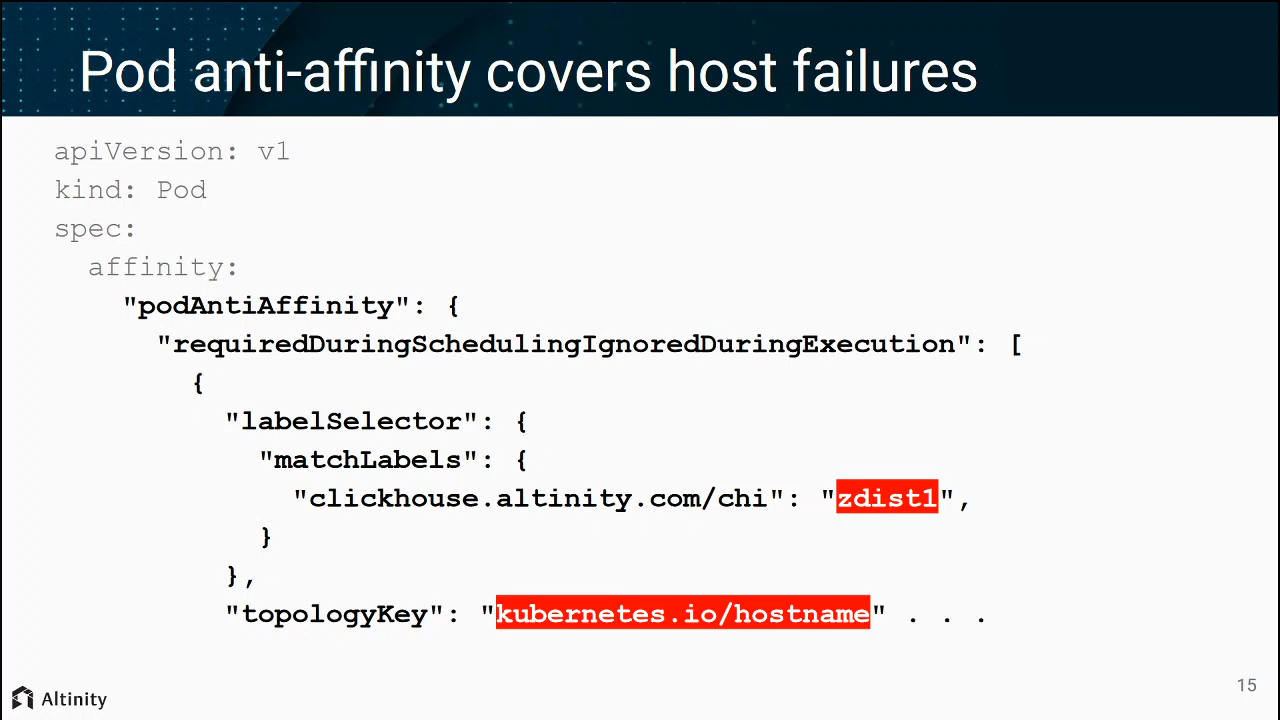 Pod anti-affinity covers host failures
apiVersion: v1
kind: Pod
spec:
  affinity:
    "podAntiAffinity": {
      "requiredDuringSchedulingIgnoredDuringExecution": [
        {
          "labelSelector": {
            "matchLabels": {
              "clickhouse.altinity.com/chi": "zdist1",
            }
          },
          "topologyKey": "kubernetes.io/hostname" . . .
Altinity
15